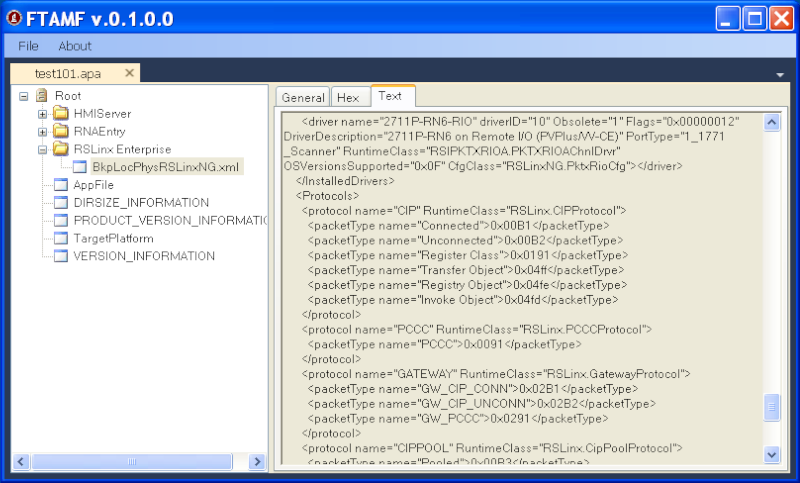 FTAMF v.0.1.0.0
File About
test101.apa
Root
HMIServer
RNAEntry
RSLinx Enterprise
BkpLocPhysRSLinxNG.xml
AppFile
DIRSIZE_INFORMATION
PRODUCT_VERSION_INFORMATIO
TargetPlatform
VERSION_INFORMATION
General Hex Text
<driver name="2711P-RN6-RIO" driverID="10" Obsolete="1" Flags="0x00000012"
DriverDescription="2711P-RN6 on Remote I/O (PVPlus/VV-CE)" PortType="1_1771
_Scanner" RuntimeClass="RSIPKTXRIOA.PKTXRIOAChnlDrvr"
OSVersionsSupported="0x0F" CfgClass="RSLinxNG.PktxRioCfg"></driver>
</InstalledDrivers>
<Protocols>
<protocol name="CIP" RuntimeClass="RSLinx.CIPProtocol">
<packetType name="Connected">0x00B1</packetType>
<packetType name="Unconnected">0x00B2</packetType>
<packetType name="Register Class">0x0191</packetType>
<packetType name="Transfer Object">0x04ff</packetType>
<packetType name="Registry Object">0x04fe</packetType>
<packetType name="Invoke Object">0x04fd</packetType>
</protocol>
<protocol name="PCCC" RuntimeClass="RSLinx.PCCCProtocol">
<packetType name="PCCC">0x0091</packetType>
</protocol>
<protocol name="GATEWAY" RuntimeClass="RSLinx.GatewayProtocol">
<packetType name="GW_CIP_CONN">0x02B1</packetType>
<packetType name="GW_CIP_UNCONN">0x02B2</packetType>
<packetType name="GW_PCCC">0x0291</packetType>
</protocol>
<protocol name="CIPPOOL" RuntimeClass="RSLinx.CipPoolProtocol">
<packetType name="Pooled">0x00B3</packetType>